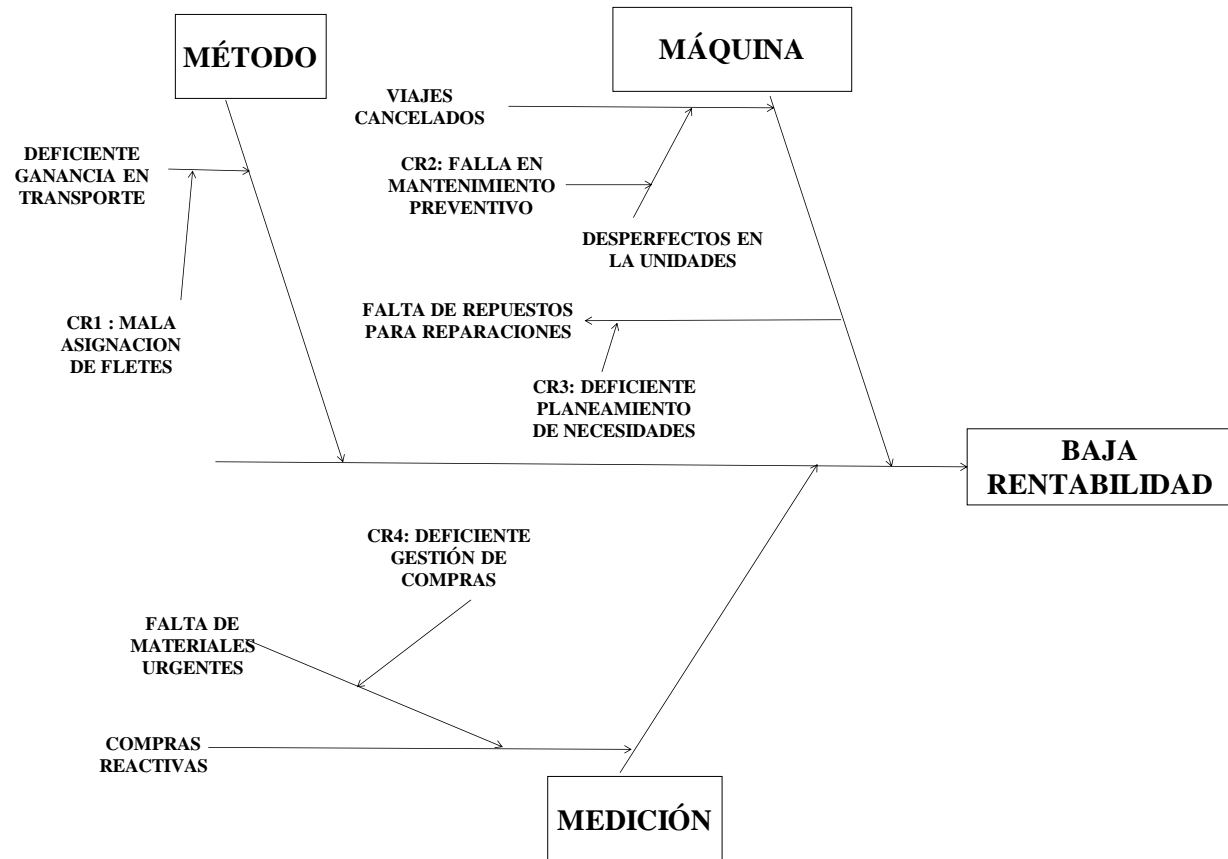 MÉTODO
MÁQUINA
VIAJES
CANCELADOS
DEFICIENTE
GANANCIA EN
TRANSPORTE
CR2: FALLA EN
MANTENIMIENTO
PREVENTIVO
DESPERFECTOS EN
LA UNIDADES
FALTA DE REPUESTOS
PARA REPARACIONES
CR1 : MALA
ASIGNACION
DE FLETES
CR3: DEFICIENTE
PLANEAMIENTO
DE NECESIDADES
BAJA
RENTABILIDAD
CR4: DEFICIENTE
GESTIÓN DE
COMPRAS
FALTA DE
MATERIALES
URGENTES
COMPRAS
REACTIVAS
MEDICIÓN